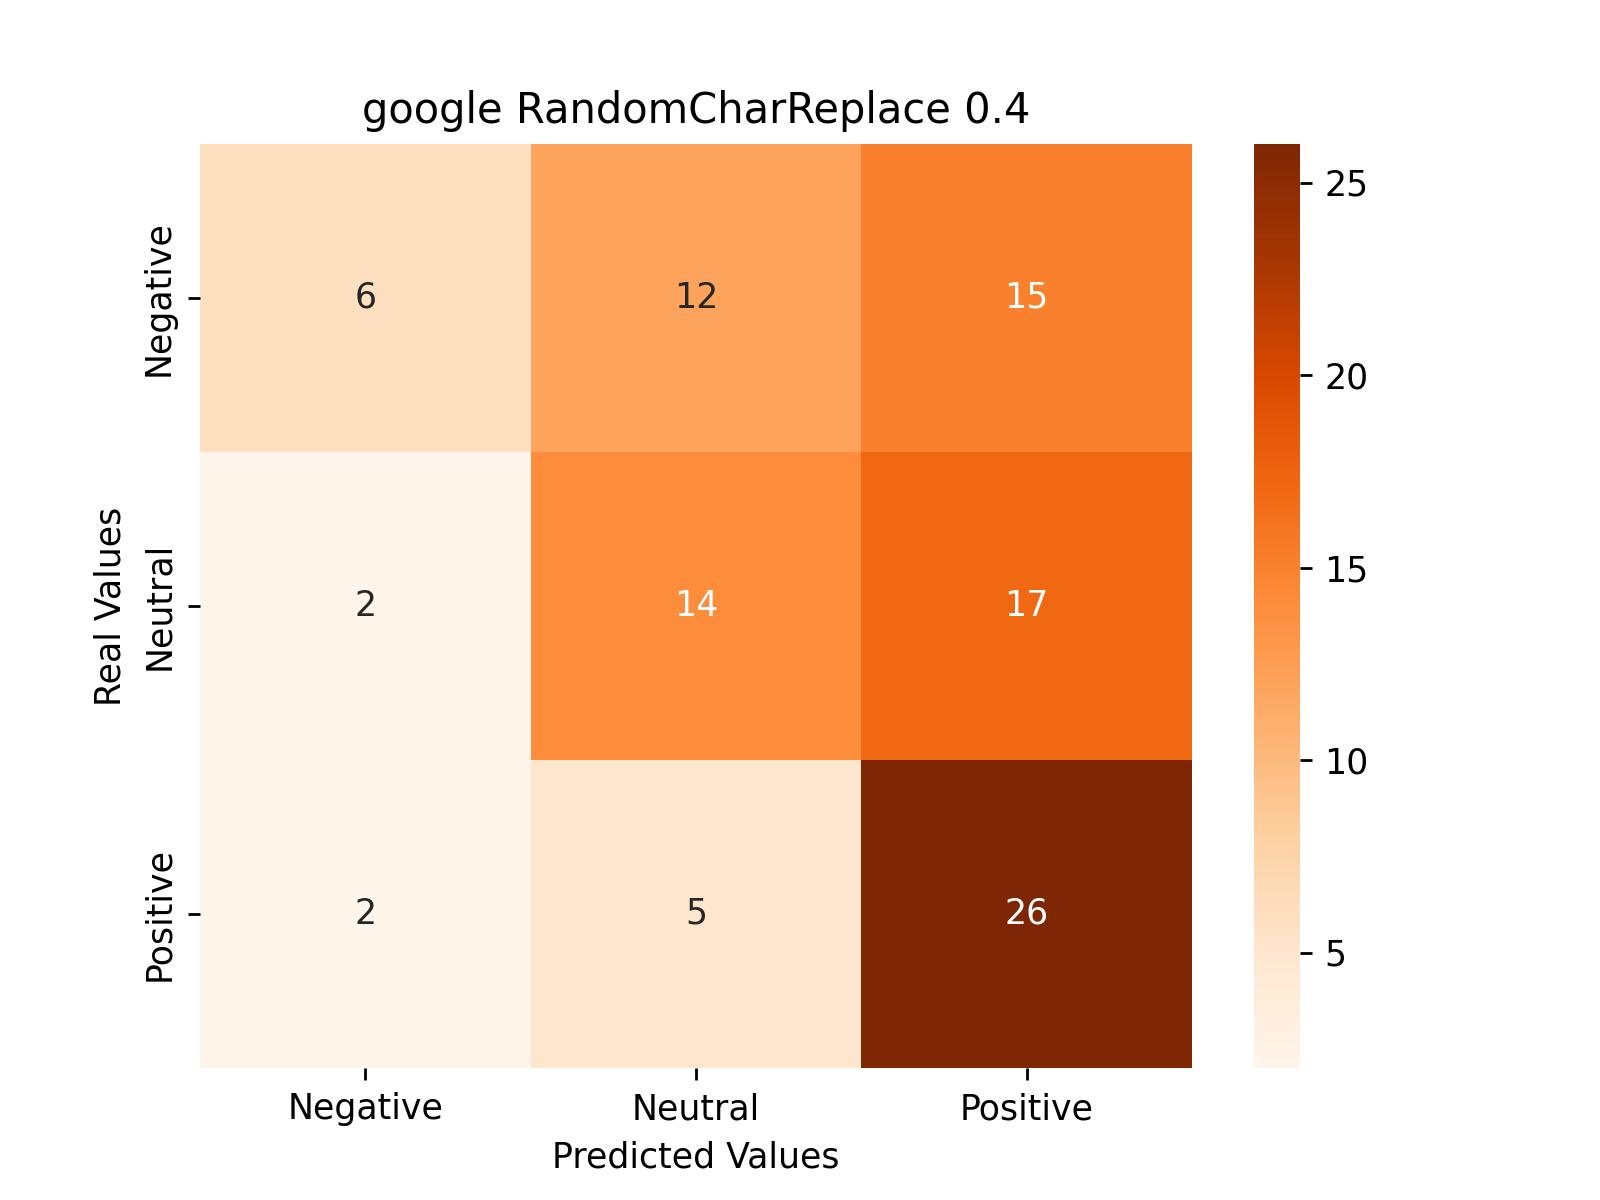 google RandomCharReplace 0.4
Real Values
Negative
6 12 15
Neutral
2 14 17
Positive
2 5 26
Negative Neutral Positive
Predicted Values
25
20
15
10
5